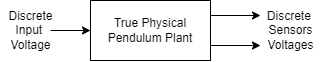 Discrete
Input
Voltage
True Physical
Pendulum Plant
Discrete
Sensors
Voltages